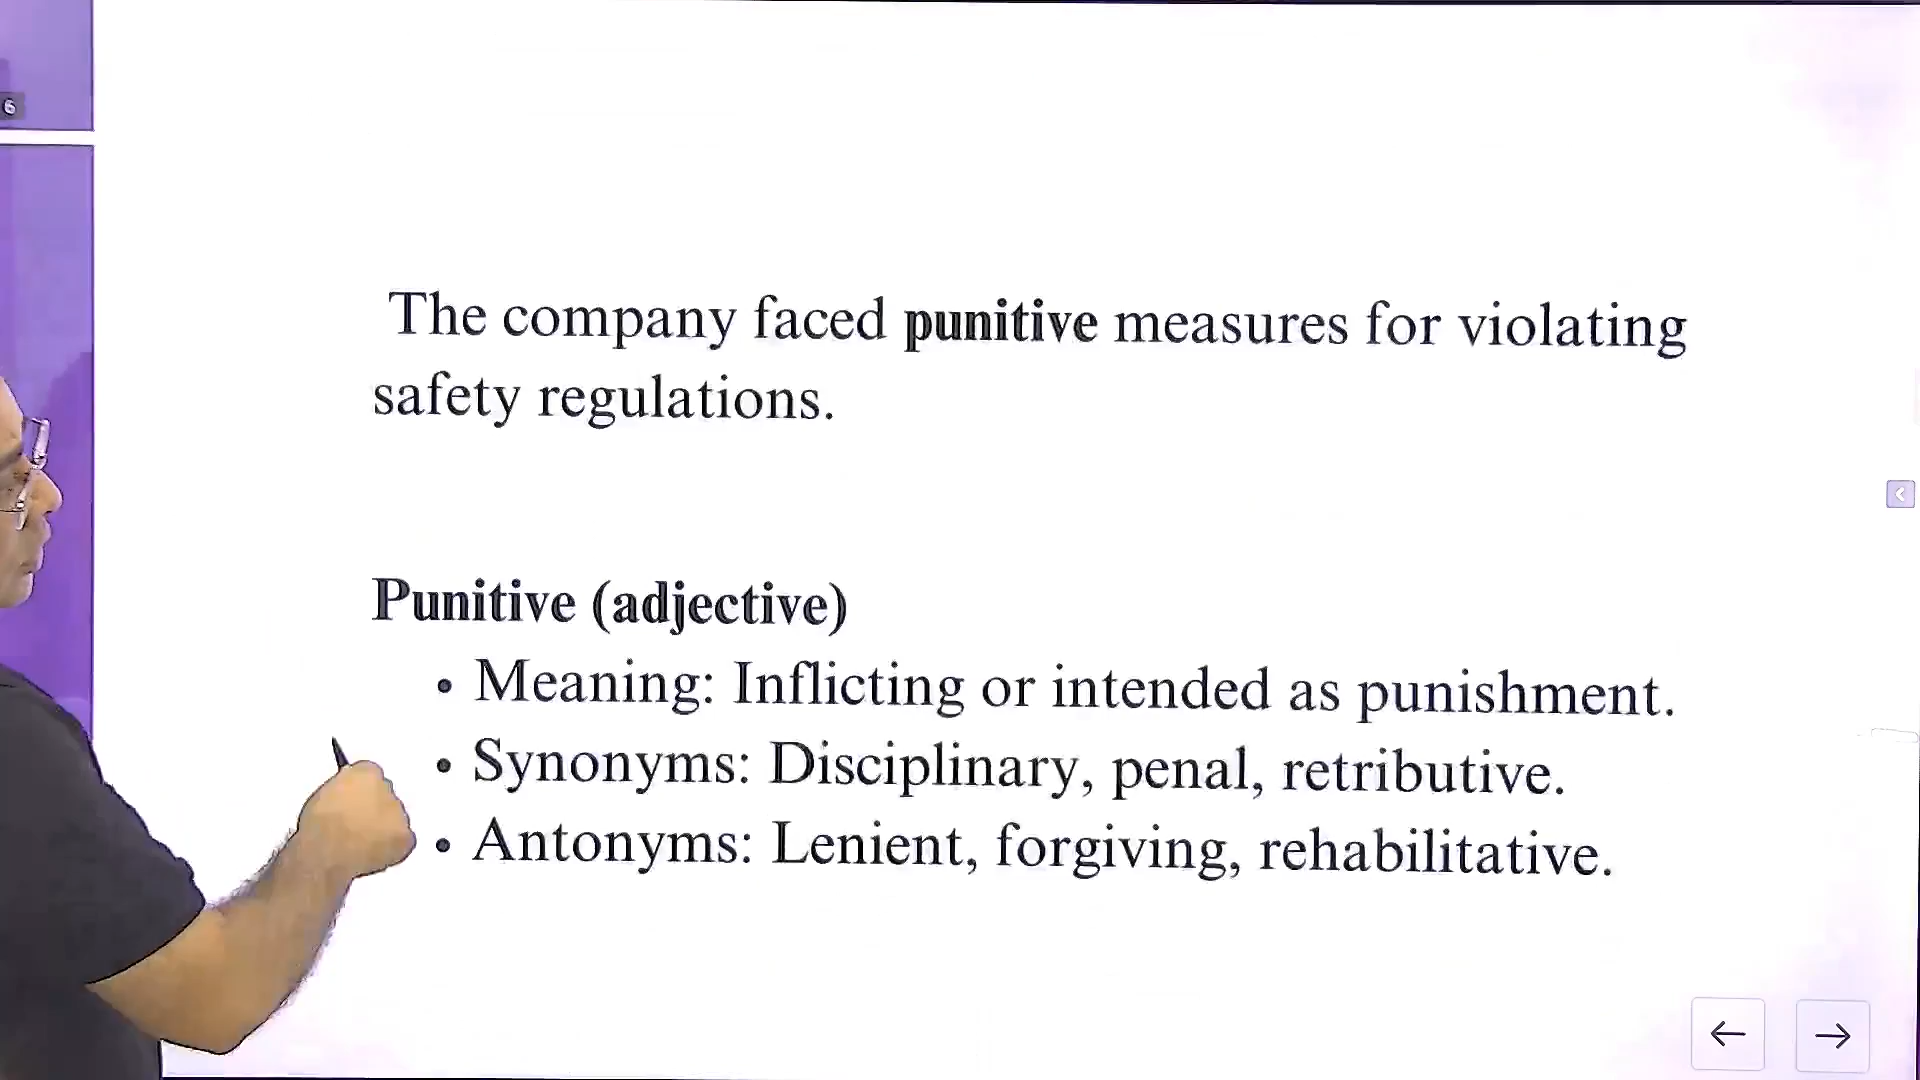 6
The company faced punitive measures for violating
safety regulations.
Punitive (adjective)
• Meaning: Inflicting or intended as punishment.
• Synonyms: Disciplinary, penal, retributive.
• Antonyms: Lenient, forgiving, rehabilitative.